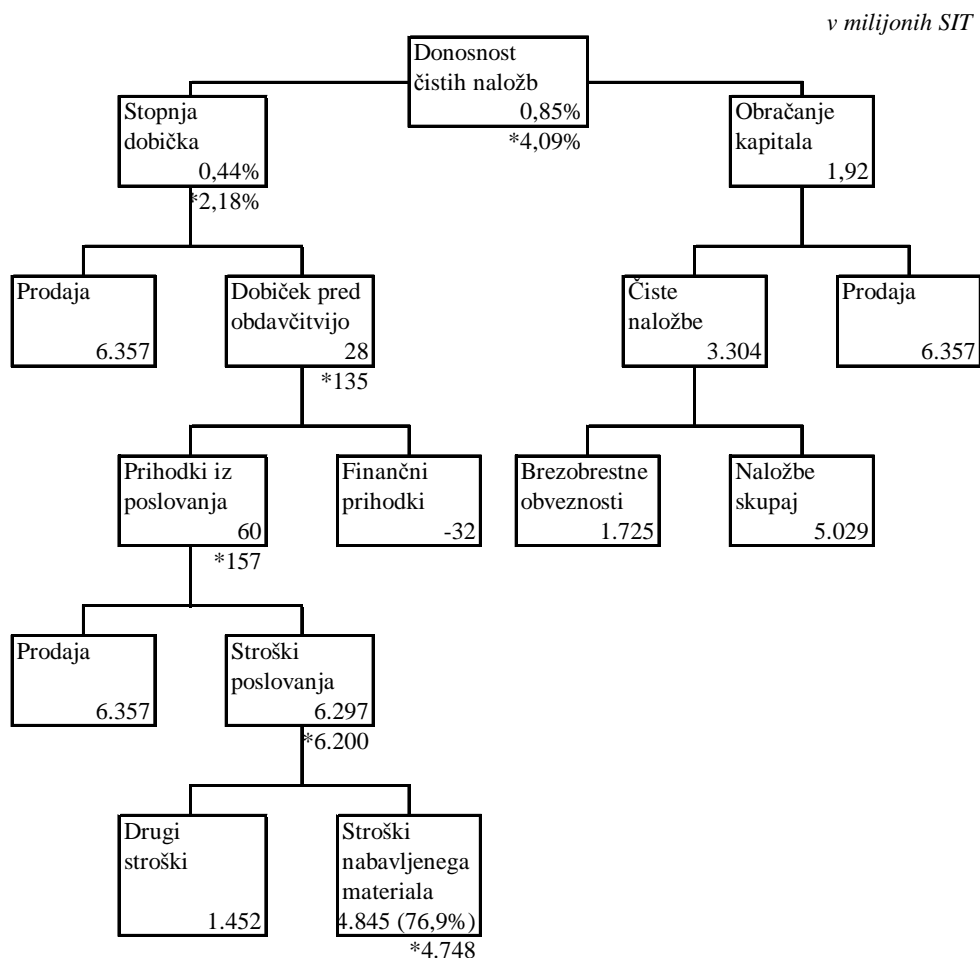 v milijonih SIT
Donosnost
čistih naložb
0,85%
*4,09%
Stopnja
dobička
0,44%
*2,18%
Obračanje
kapitala
1,92
Prodaja
6.357
Dobiček pred
obdavčitvijo
28
*135
Čiste
naložbe
3.304
Prodaja
6.357
Prihodki iz
poslovanja
60
*157
Finančni
prihodki
-32
Brezobrestne
obveznosti
1.725
Naložbe
skupaj
5.029
Prodaja
6.357
Stroški
poslovanja
6.297
*6.200
Drugi
stroški
1.452
Stroški
nabavljenega
materiala
4.845 (76,9%)
*4.748